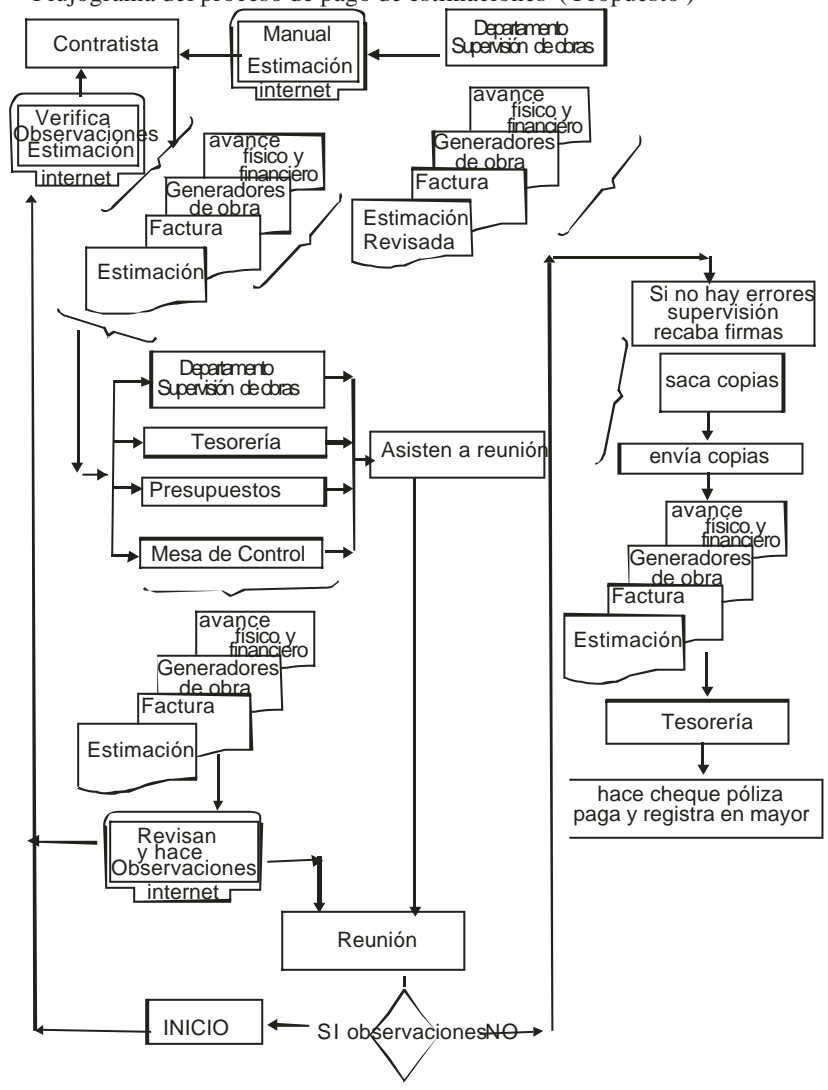 Flujograma del proceso de pago de estimaciones (Propuesto)
Contratista
Manual
Estimación
internet
Departamento
Supervisión de obras
Verifica
Observaciones
Estimación
internet
avance
físico y
financiero
Generadores
de obra
Factura
Estimación
avance
físico y
financiero
Generadores
de obra
Factura
Estimación
Revisada
Si no hay errores
supervisión
recaba firmas
saca copias
envía copias
Departamento
Supervisión de obras
Tesorería
Presupuestos
Mesa de Control
Asisten a reunión
avance
físico y
financiero
Generadores
de obra
Factura
Estimación
avance
físico y
financiero
Generadores
de obra
Factura
Estimación
Tesorería
hace cheque póliza
paga y registra en mayor
Revisan
y hace
Observaciones
internet
Reunión
INICIO
SI observaciones NO